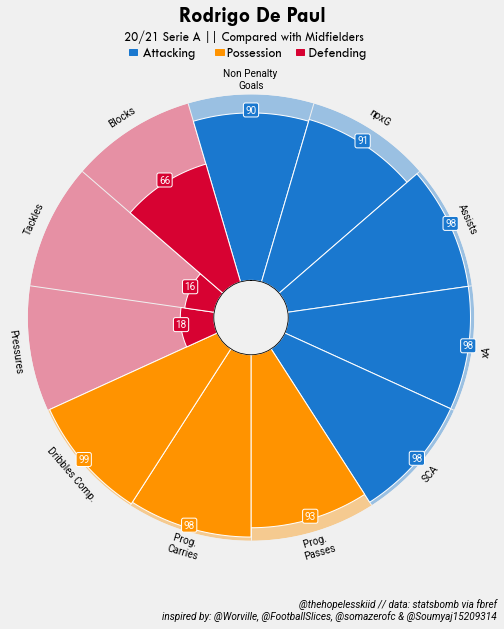 Rodrigo De Paul
20/21 Serie A || Compared with Midfielders
Attacking Possession Defending
Non Penalty
Goals
90
npxG
91
Assists
98
xA
98
SCA
98
Prog.
Passes
93
Prog.
Carries
98
Dribbles Comp.
99
Pressures
18
Tackles
16
Blocks
66
@thehopelesskiid // data: statsbomb via fbref
inspired by: @Worville, @FootballSlices, @somazerofc & @Soumyaj15209314